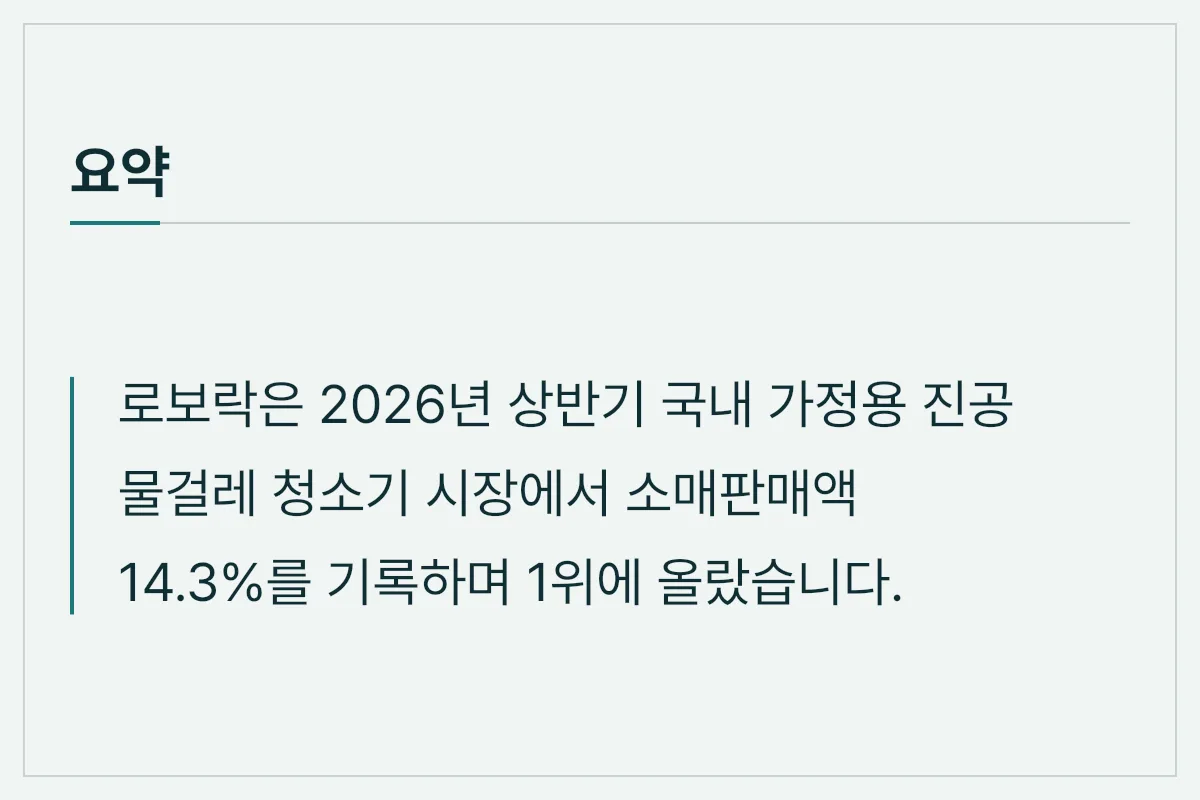 요약
로보락은 2026년 상반기 국내 가정용 진공
물걸레 청소기 시장에서 소매판매액
14.3%를 기록하며 1위에 올랐습니다.